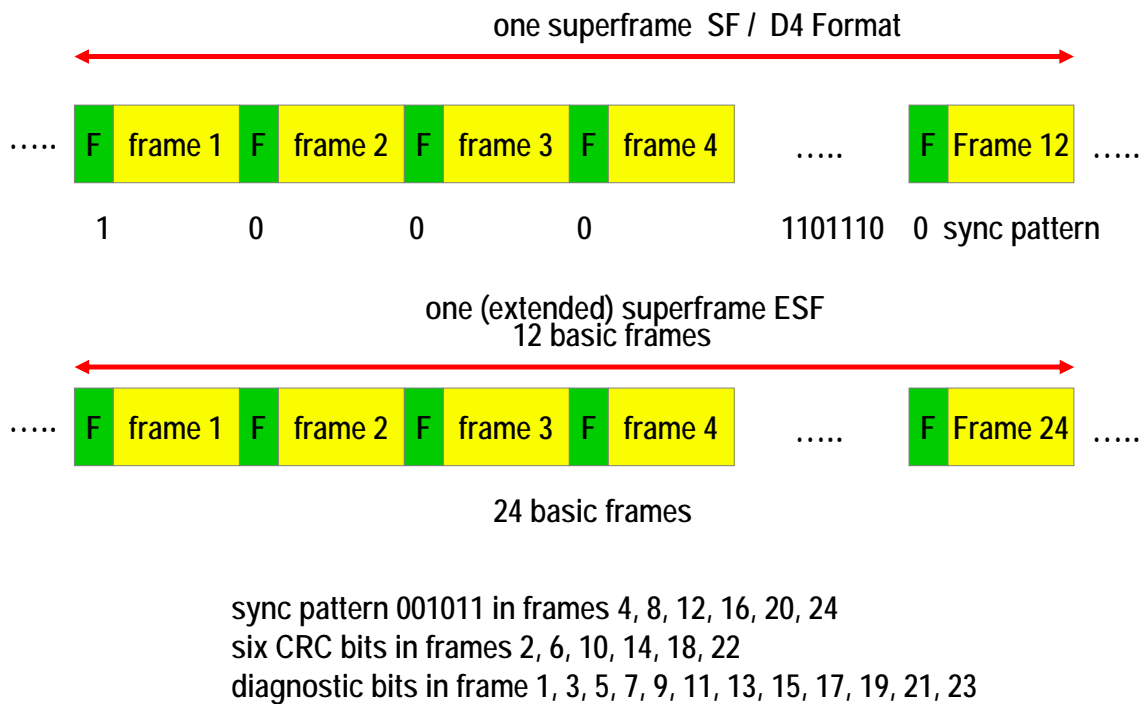 one superframe SF / D4 Format
..... F frame 1 F frame 2 F frame 3 F frame 4 ..... F Frame 12 .....
1 0 0 0 1101110 0 sync pattern
one (extended) superframe ESF
12 basic frames
..... F frame 1 F frame 2 F frame 3 F frame 4 ..... F Frame 24 .....
24 basic frames
sync pattern 001011 in frames 4, 8, 12, 16, 20, 24
six CRC bits in frames 2, 6, 10, 14, 18, 22
diagnostic bits in frame 1, 3, 5, 7, 9, 11, 13, 15, 17, 19, 21, 23